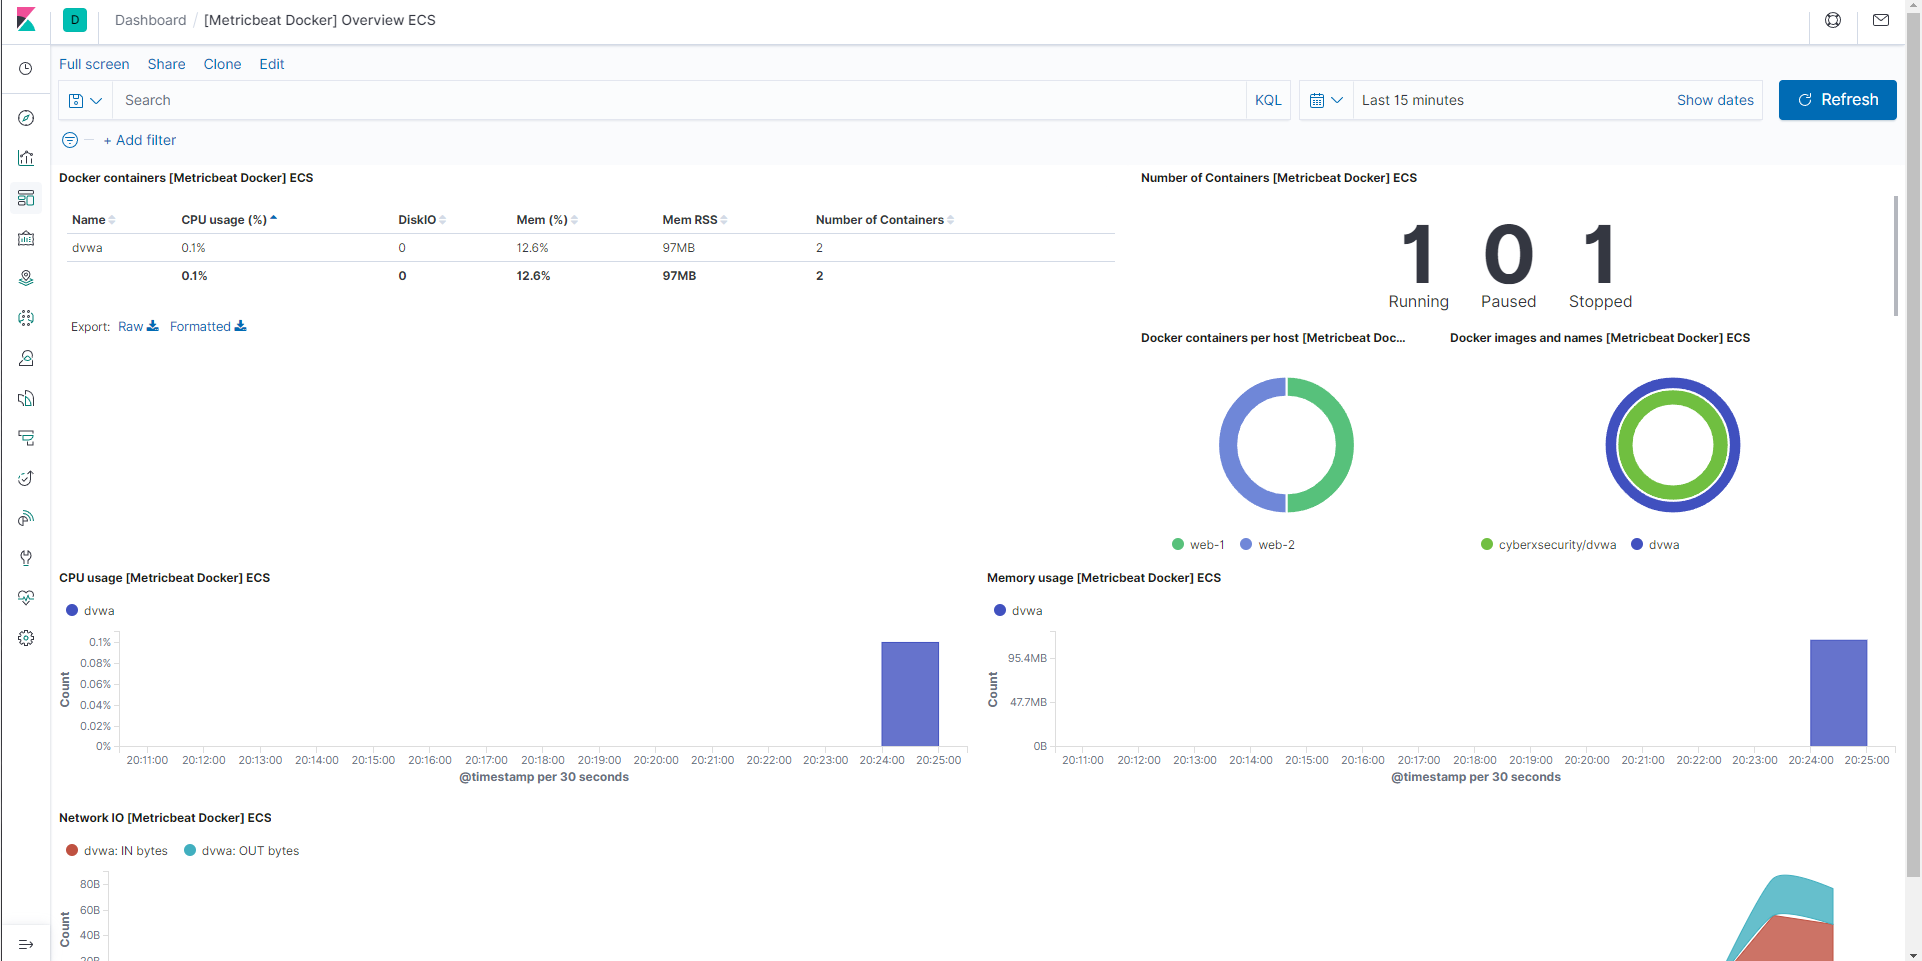 D Dashboard / [Metricbeat Docker] Overview ECS
Full screen Share Clone Edit
Search KQL Last 15 minutes Show dates Refresh
+ Add filter
Docker containers [Metricbeat Docker] ECS
Name CPU usage (%) DiskIO Mem (%) Mem RSS Number of Containers
dvwa 0.1% 0 12.6% 97MB 2
0.1% 0 12.6% 97MB 2
Export: Raw Formatted
Number of Containers [Metricbeat Docker] ECS
1 0 1
Running Paused Stopped
Docker containers per host [Metricbeat Doc...
web-1 web-2
Docker images and names [Metricbeat Docker] ECS
cyberxsecurity/dvwa dvwa
CPU usage [Metricbeat Docker] ECS
dvwa
0.1%
0.08%
0.06%
0.04%
0.02%
0%
Count
20:11:00 20:12:00 20:13:00 20:14:00 20:15:00 20:16:00 20:17:00 20:18:00 20:19:00 20:20:00 20:21:00 20:22:00 20:23:00 20:24:00 20:25:00
@timestamp per 30 seconds
Memory usage [Metricbeat Docker] ECS
dvwa
95.4MB
47.7MB
0B
Count
20:11:00 20:12:00 20:13:00 20:14:00 20:15:00 20:16:00 20:17:00 20:18:00 20:19:00 20:20:00 20:21:00 20:22:00 20:23:00 20:24:00 20:25:00
@timestamp per 30 seconds
Network IO [Metricbeat Docker] ECS
dvwa: IN bytes dvwa: OUT bytes
80B
60B
40B
20B
Count